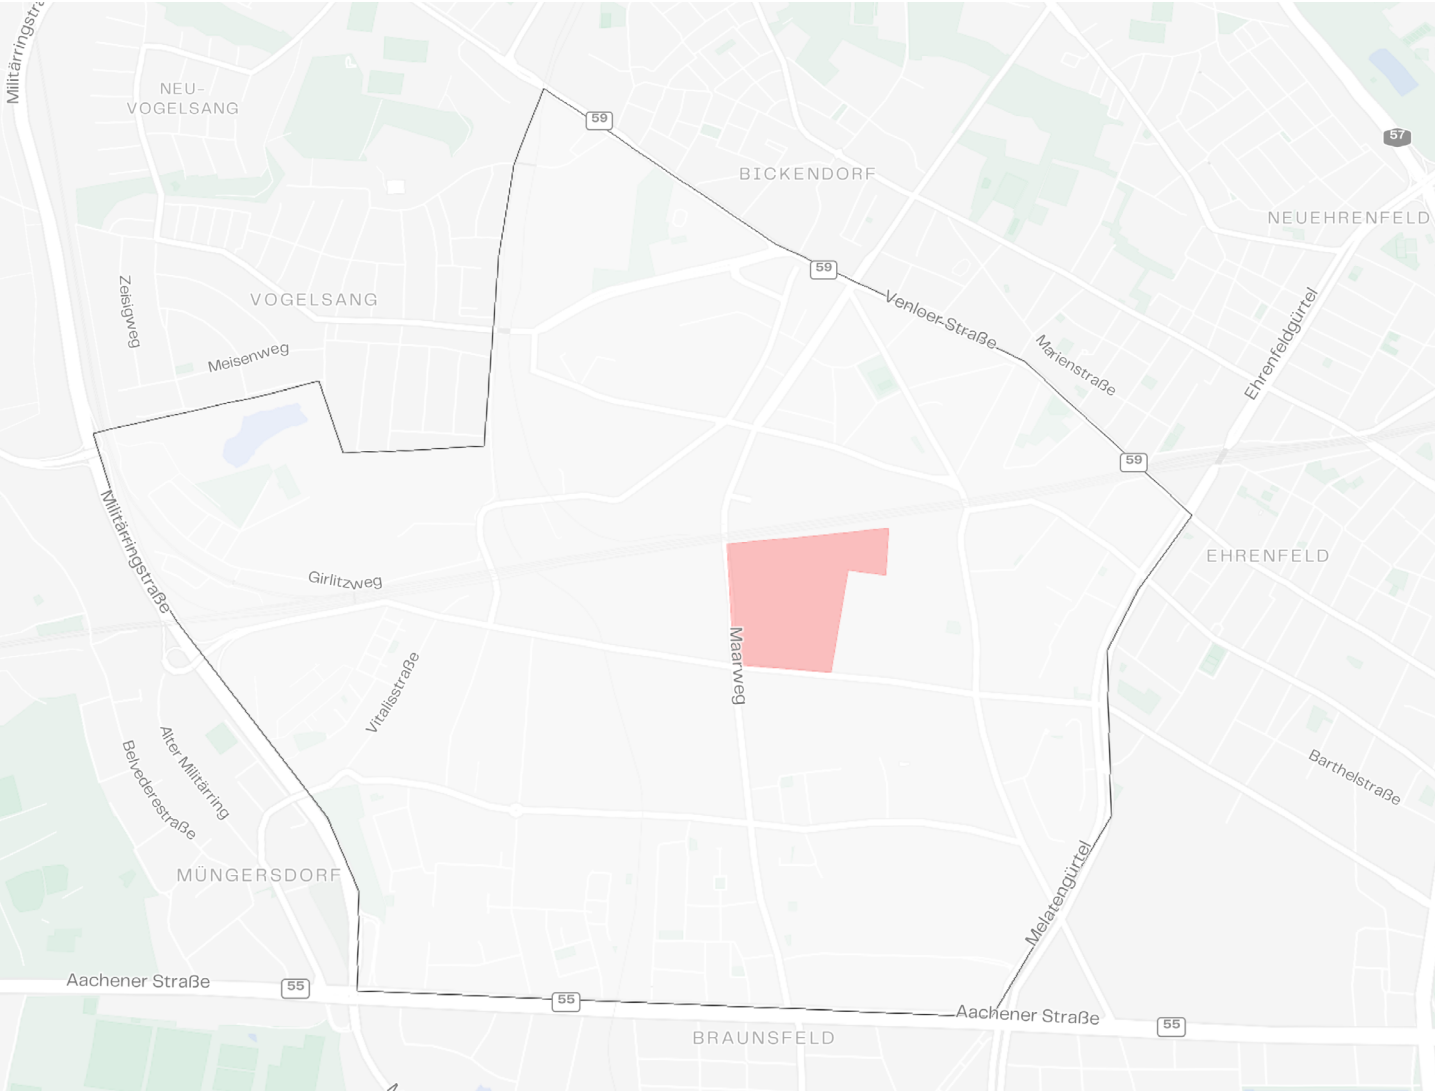 Militärringstra
NEU-
VOGELSANG
59
57
BICKENDORF
NEUEHRENFELD
59
Zeisigweg
VOGELSANG
Venloer-Straße
Ehrenfeldgürtel
Meisenweg
Marienstraße
59
Militärringstraße
EHRENFELD
Girlitzweg
Maarweg
Vitalisstraße
Alter Militärring
Belvederestraße
Barthelstraße
MÜNGERSDORF
Melatengürtel
Aachener Straße
55
55
Aachener Straße
55
BRAUNSFELD